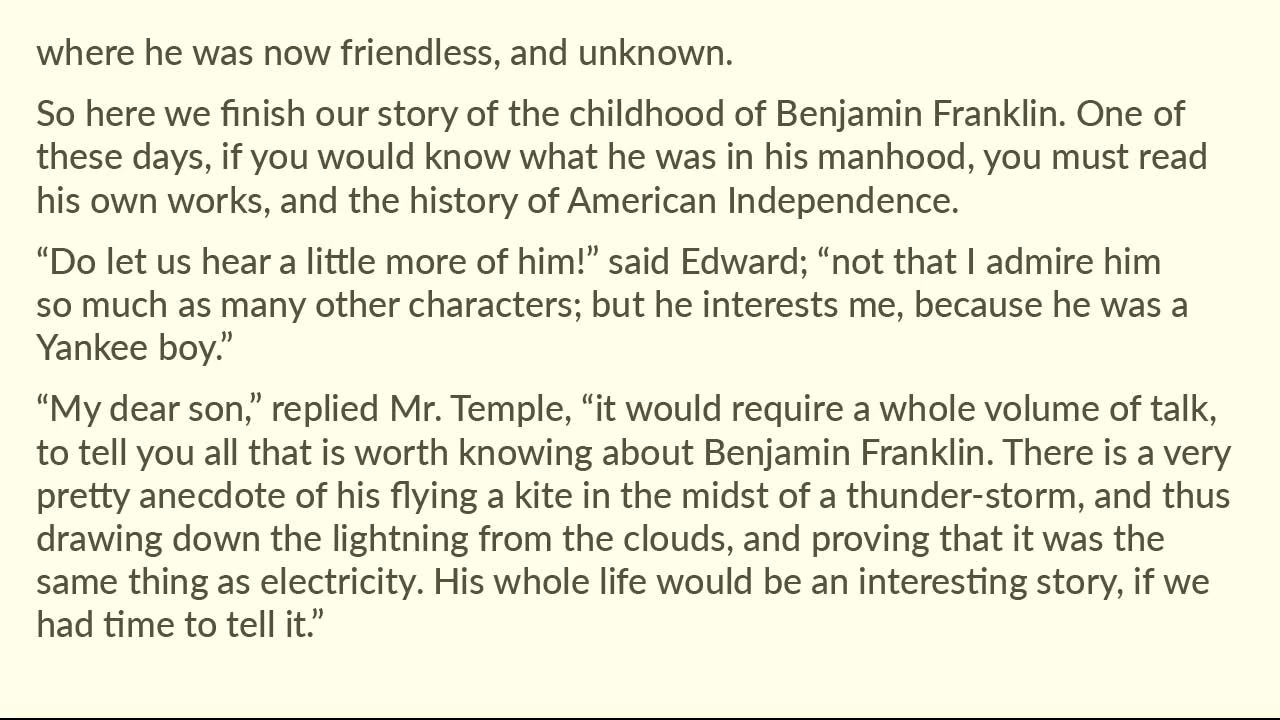 where he was now friendless, and unknown.
So here we finish our story of the childhood of Benjamin Franklin. One of
these days, if you would know what he was in his manhood, you must read
his own works, and the history of American Independence.
“Do let us hear a little more of him!” said Edward; “not that I admire him
so much as many other characters; but he interests me, because he was a
Yankee boy.”
“My dear son,” replied Mr. Temple, “it would require a whole volume of talk,
to tell you all that is worth knowing about Benjamin Franklin. There is a very
pretty anecdote of his flying a kite in the midst of a thunder-storm, and thus
drawing down the lightning from the clouds, and proving that it was the
same thing as electricity. His whole life would be an interesting story, if we
had time to tell it.”